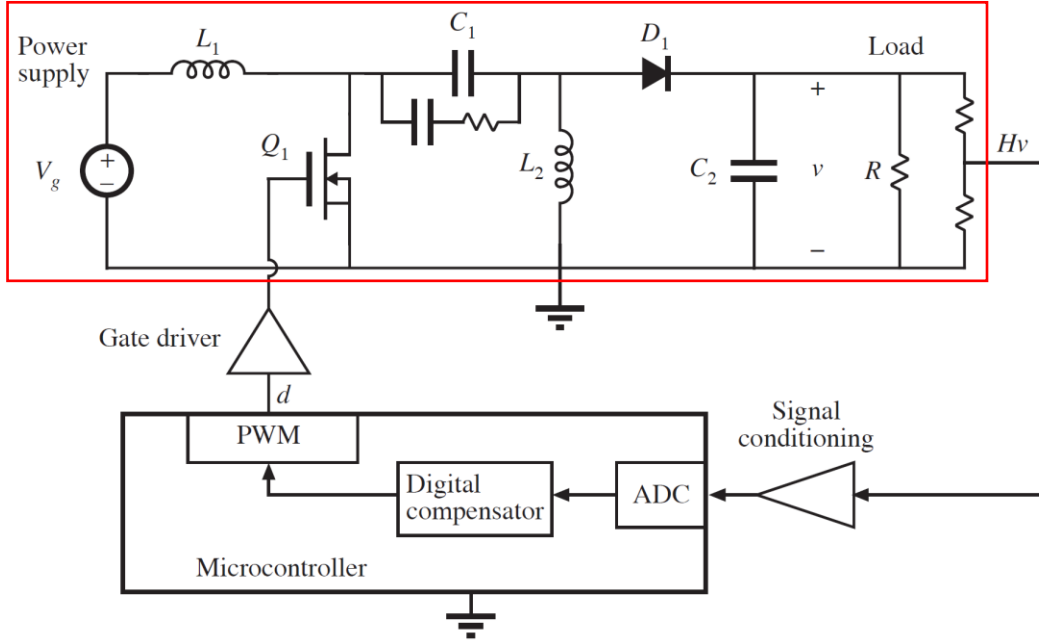 Power
supply
L₁
C₁
D₁
Load
Q₁
V_g
+
−
L₂
C₂
+
v
−
R
Hv
Gate driver
d
PWM
Digital
compensator
ADC
Signal
conditioning
Microcontroller